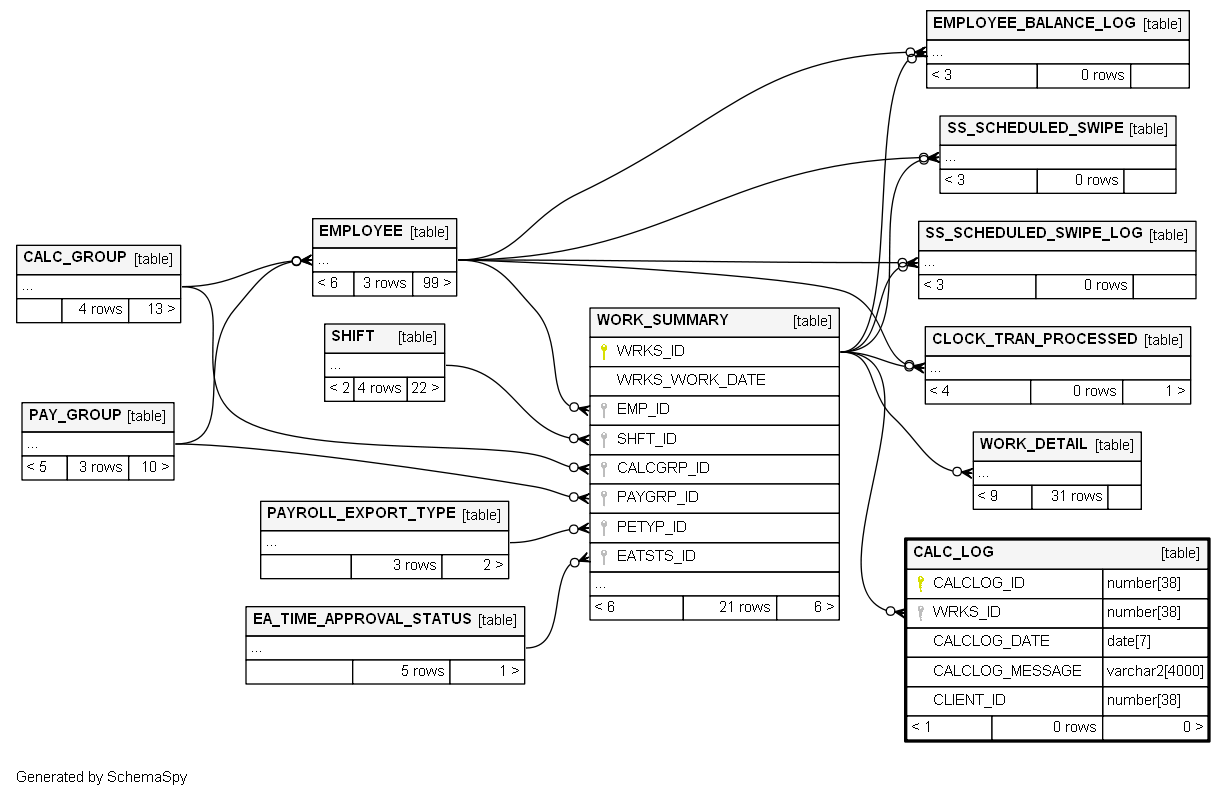 EMPLOYEE_BALANCE_LOG [table]
...
< 3 0 rows
SS_SCHEDULED_SWIPE [table]
...
< 3 0 rows
SS_SCHEDULED_SWIPE_LOG [table]
...
< 3 0 rows
CLOCK_TRAN_PROCESSED [table]
...
< 4 0 rows 1 >
WORK_DETAIL [table]
...
< 9 31 rows
CALC_LOG [table]
CALCLOG_ID number[38]
WRKS_ID number[38]
CALCLOG_DATE date[7]
CALCLOG_MESSAGE varchar2[4000]
CLIENT_ID number[38]
< 1 0 rows 0 >
EMPLOYEE [table]
...
< 6 3 rows 99 >
CALC_GROUP [table]
...
4 rows 13 >
SHIFT [table]
...
< 2 4 rows 22 >
PAY_GROUP [table]
...
< 5 3 rows 10 >
WORK_SUMMARY [table]
WRKS_ID
WRKS_WORK_DATE
EMP_ID
SHFT_ID
CALCGRP_ID
PAYGRP_ID
PETYP_ID
EATSTS_ID
...
< 6 21 rows 6 >
PAYROLL_EXPORT_TYPE [table]
...
3 rows 2 >
EA_TIME_APPROVAL_STATUS [table]
...
5 rows 1 >
Generated by SchemaSpy